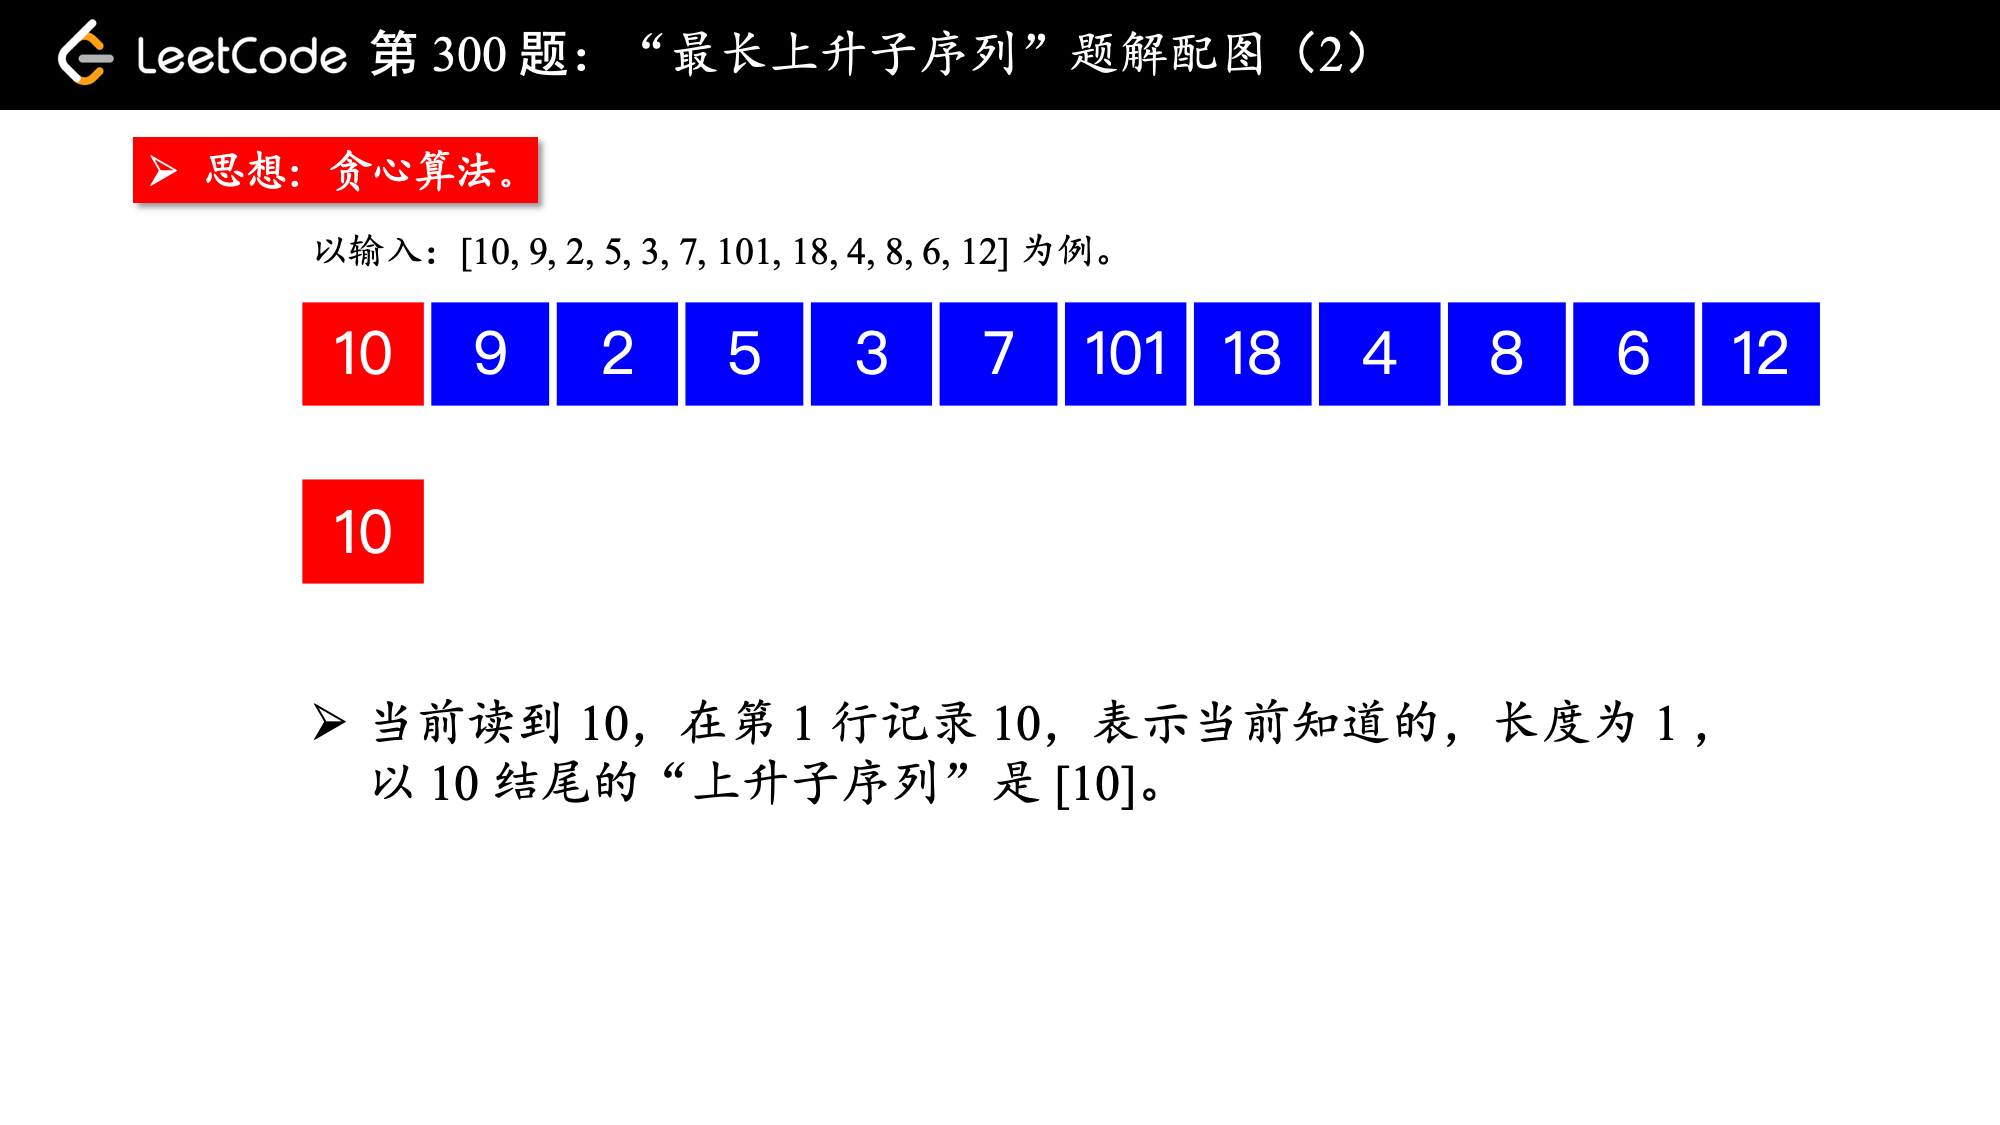 LeetCode 第 300 题：“最长上升子序列”题解配图（2）
➢ 思想：贪心算法。
以输入：[10, 9, 2, 5, 3, 7, 101, 18, 4, 8, 6, 12] 为例。
10 9 2 5 3 7 101 18 4 8 6 12
10
➢ 当前读到 10，在第 1 行记录 10，表示当前知道的，长度为 1 ，
以 10 结尾的“上升子序列”是 [10]。